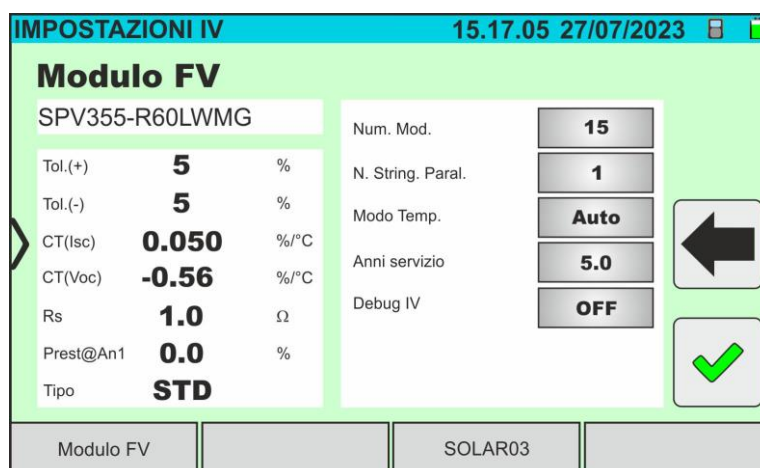 IMPOSTAZIONI IV 15.17.05 27/07/2023
Modulo FV
SPV355-R60LWMG
Tol.(+) 5 %
Tol.(-) 5 %
CT(Isc) 0.050 %/°C
CT(Voc) -0.56 %/°C
Rs 1.0 Ω
Prest@An1 0.0 %
Tipo STD
Num. Mod. 15
N. String. Paral. 1
Modo Temp. Auto
Anni servizio 5.0
Debug IV OFF
Modulo FV SOLAR03